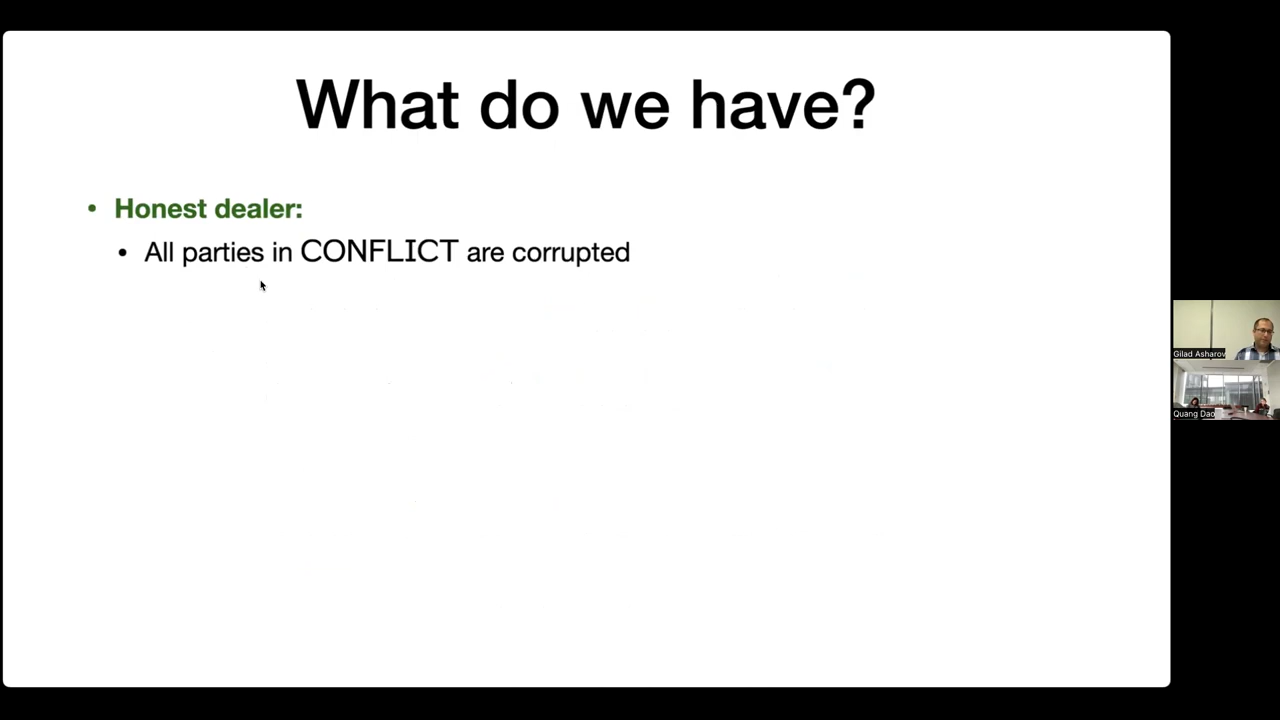 What do we have?
• Honest dealer:
• All parties in CONFLICT are corrupted
Gilad Asharov
Quang Dao